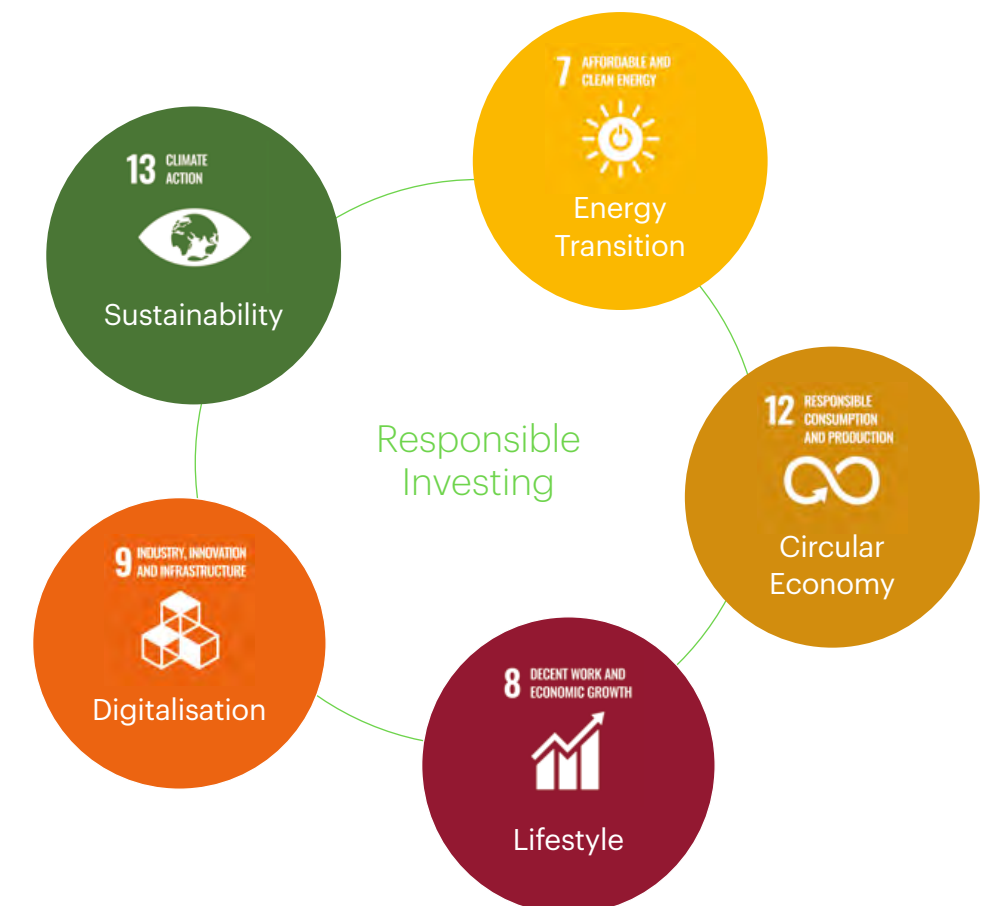 7 AFFORDABLE AND
CLEAN ENERGY
Energy
Transition
13 CLIMATE
ACTION
Sustainability
12 RESPONSIBLE
CONSUMPTION
AND PRODUCTION
Circular
Economy
Responsible
Investing
9 INDUSTRY, INNOVATION
AND INFRASTRUCTURE
Digitalisation
8 DECENT WORK AND
ECONOMIC GROWTH
Lifestyle